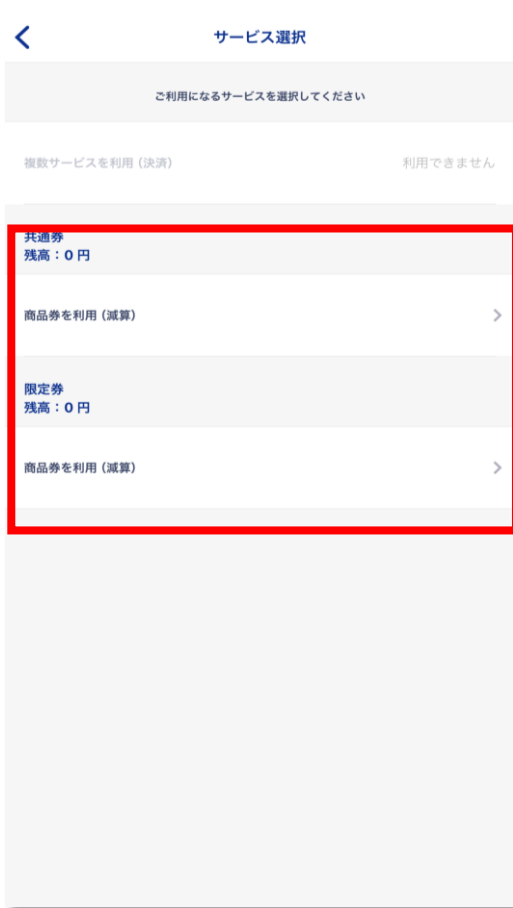 サービス選択
ご利用になるサービスを選択してください
複数サービスを利用（決済） 利用できません
共通券
残高：0 円
商品券を利用（減算）
限定券
残高：0 円
商品券を利用（減算）